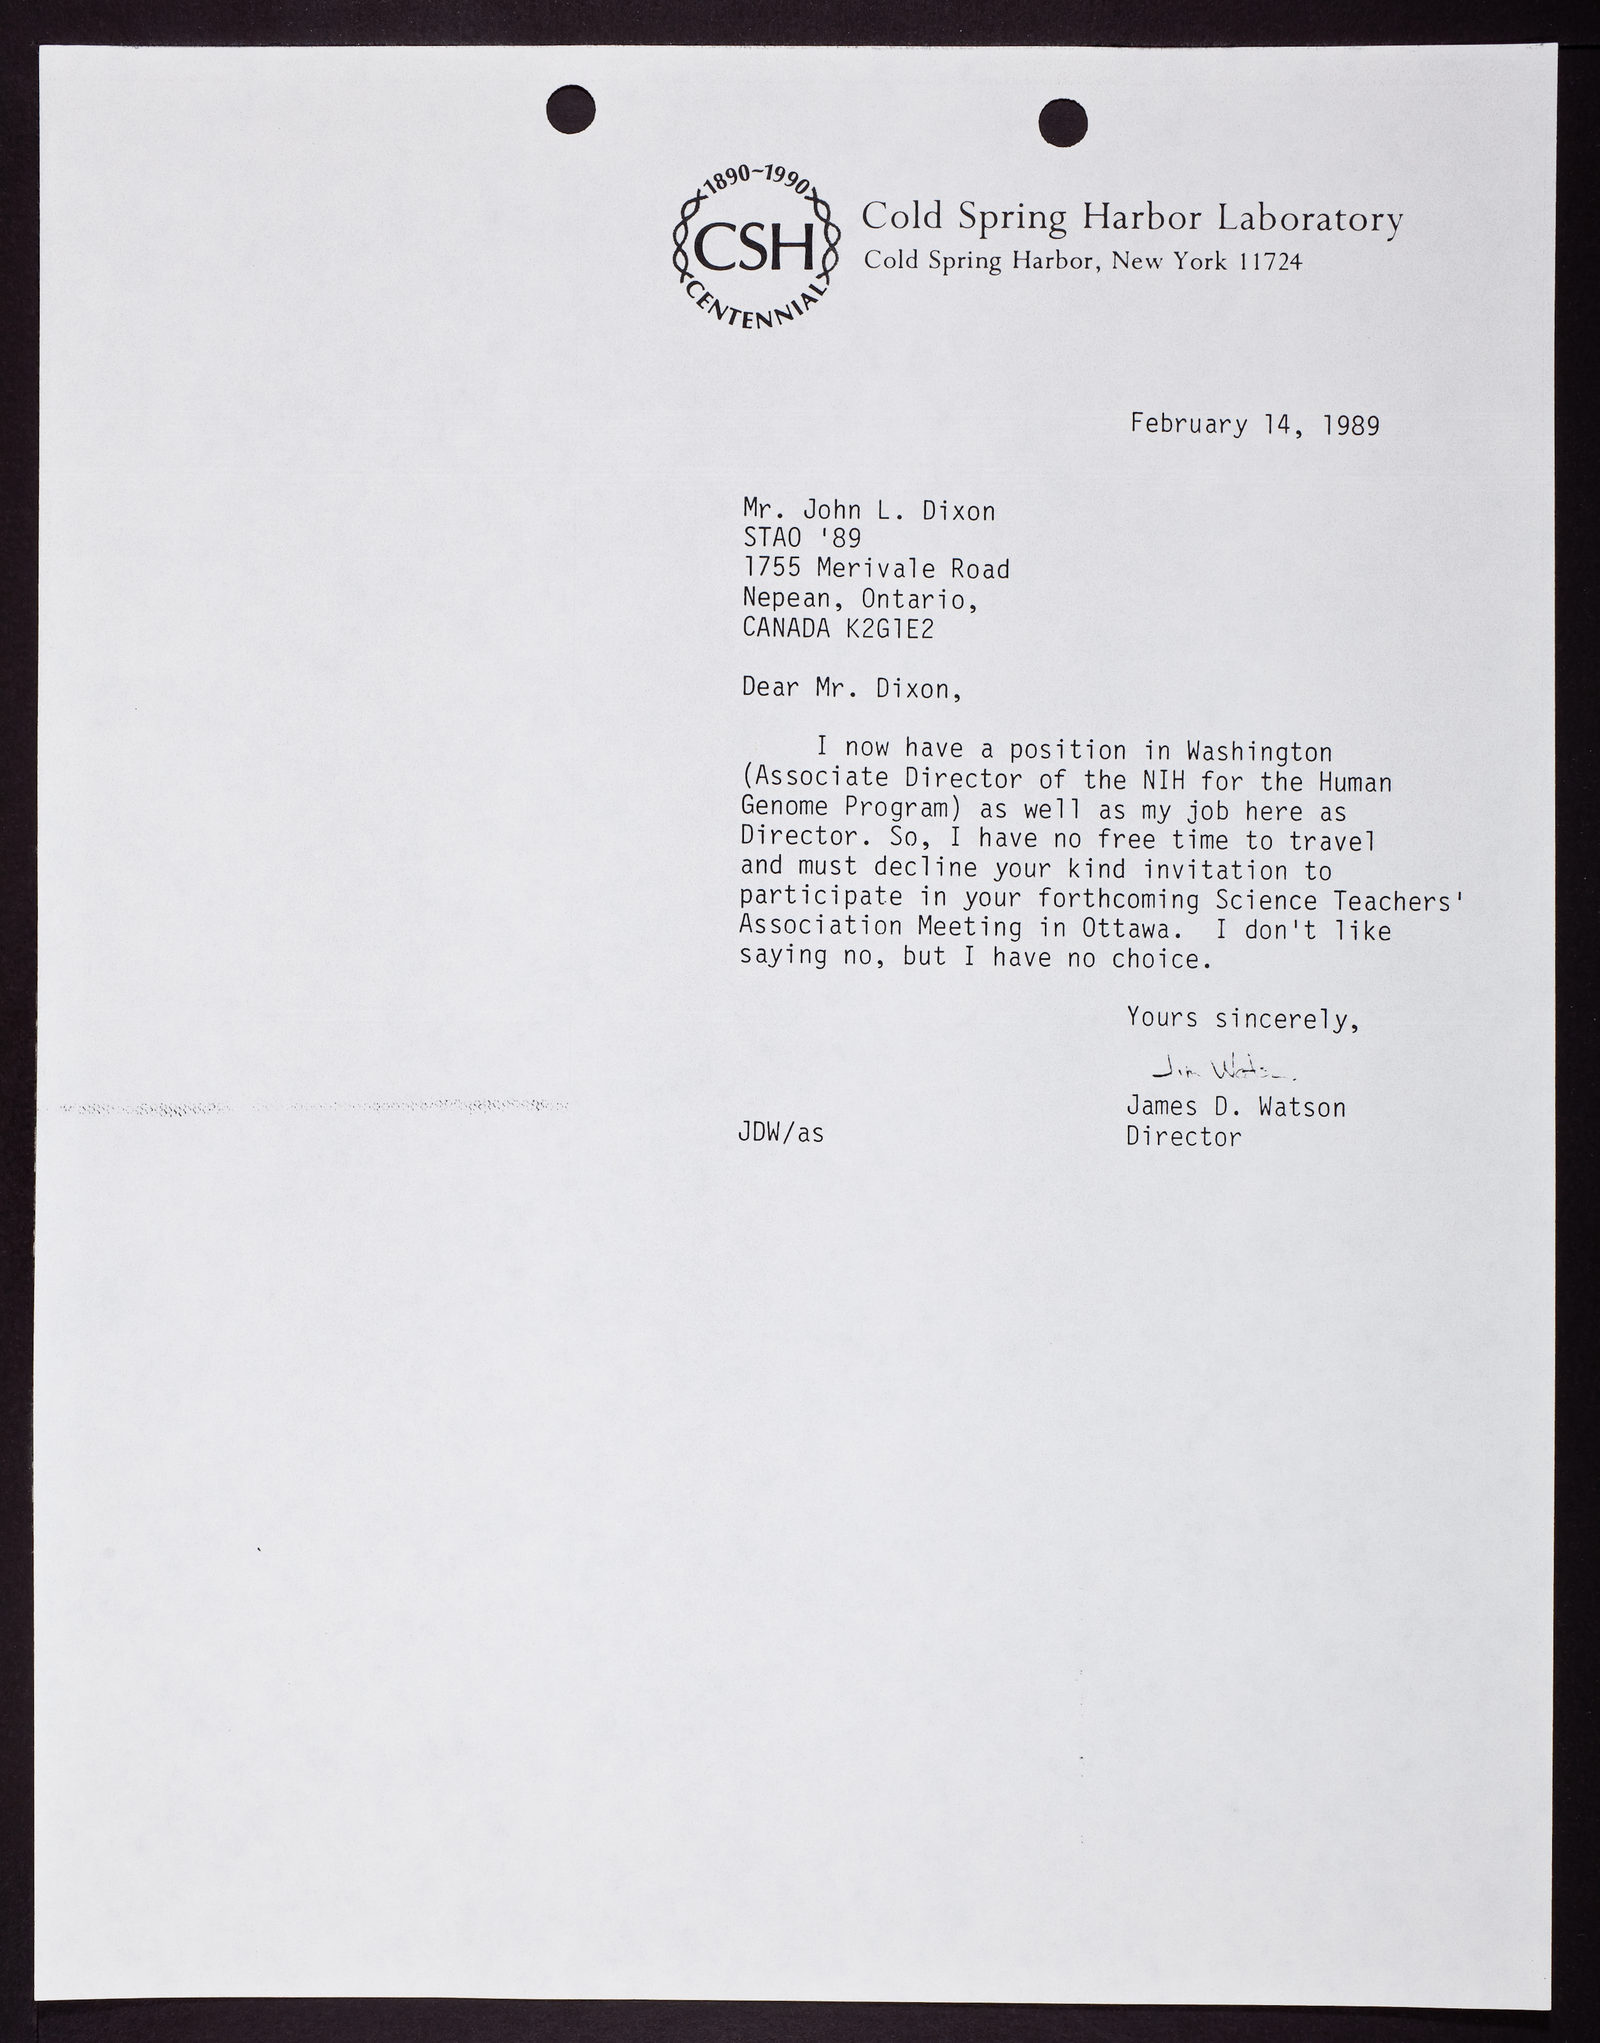 1890~1990
CSH
CENTENNIAL
Cold Spring Harbor Laboratory
Cold Spring Harbor, New York 11724
February 14, 1989
Mr. John L. Dixon
STAO '89
1755 Merivale Road
Nepean, Ontario,
CANADA K2G1E2
Dear Mr. Dixon,
I now have a position in Washington
(Associate Director of the NIH for the Human
Genome Program) as well as my job here as
Director. So, I have no free time to travel
and must decline your kind invitation to
participate in your forthcoming Science Teachers'
Association Meeting in Ottawa.  I don't like
saying no, but I have no choice.
Yours sincerely,
Jim Watson
James D. Watson
JDW/as
Director